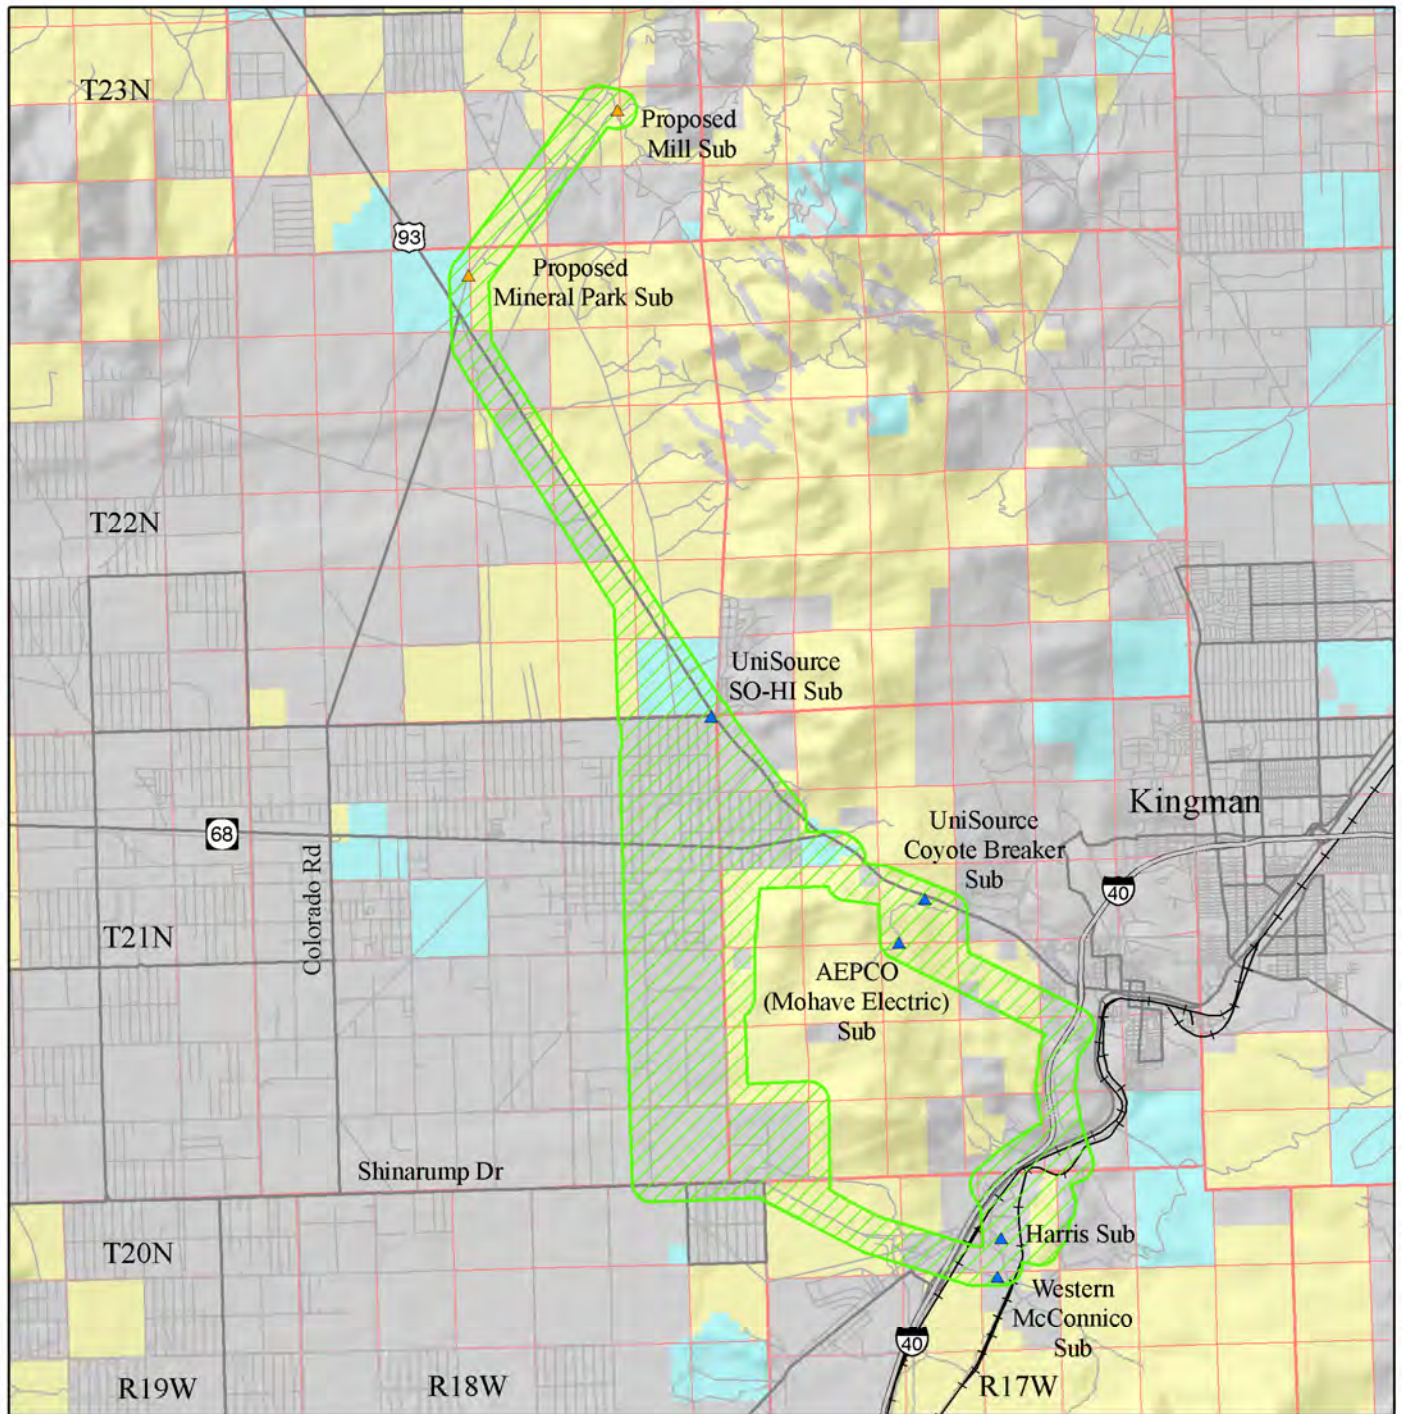 T23N
Proposed
Mill Sub
93
Proposed
Mineral Park Sub
T22N
UniSource
SO-HI Sub
Kingman
UniSource
Coyote Breaker
Sub
68
Colorado Rd
40
T21N
AEPCO
(Mohave Electric)
Sub
Shinarump Dr
Harris Sub
T20N
Western
McConnico
Sub
40
R19W
R18W
R17W